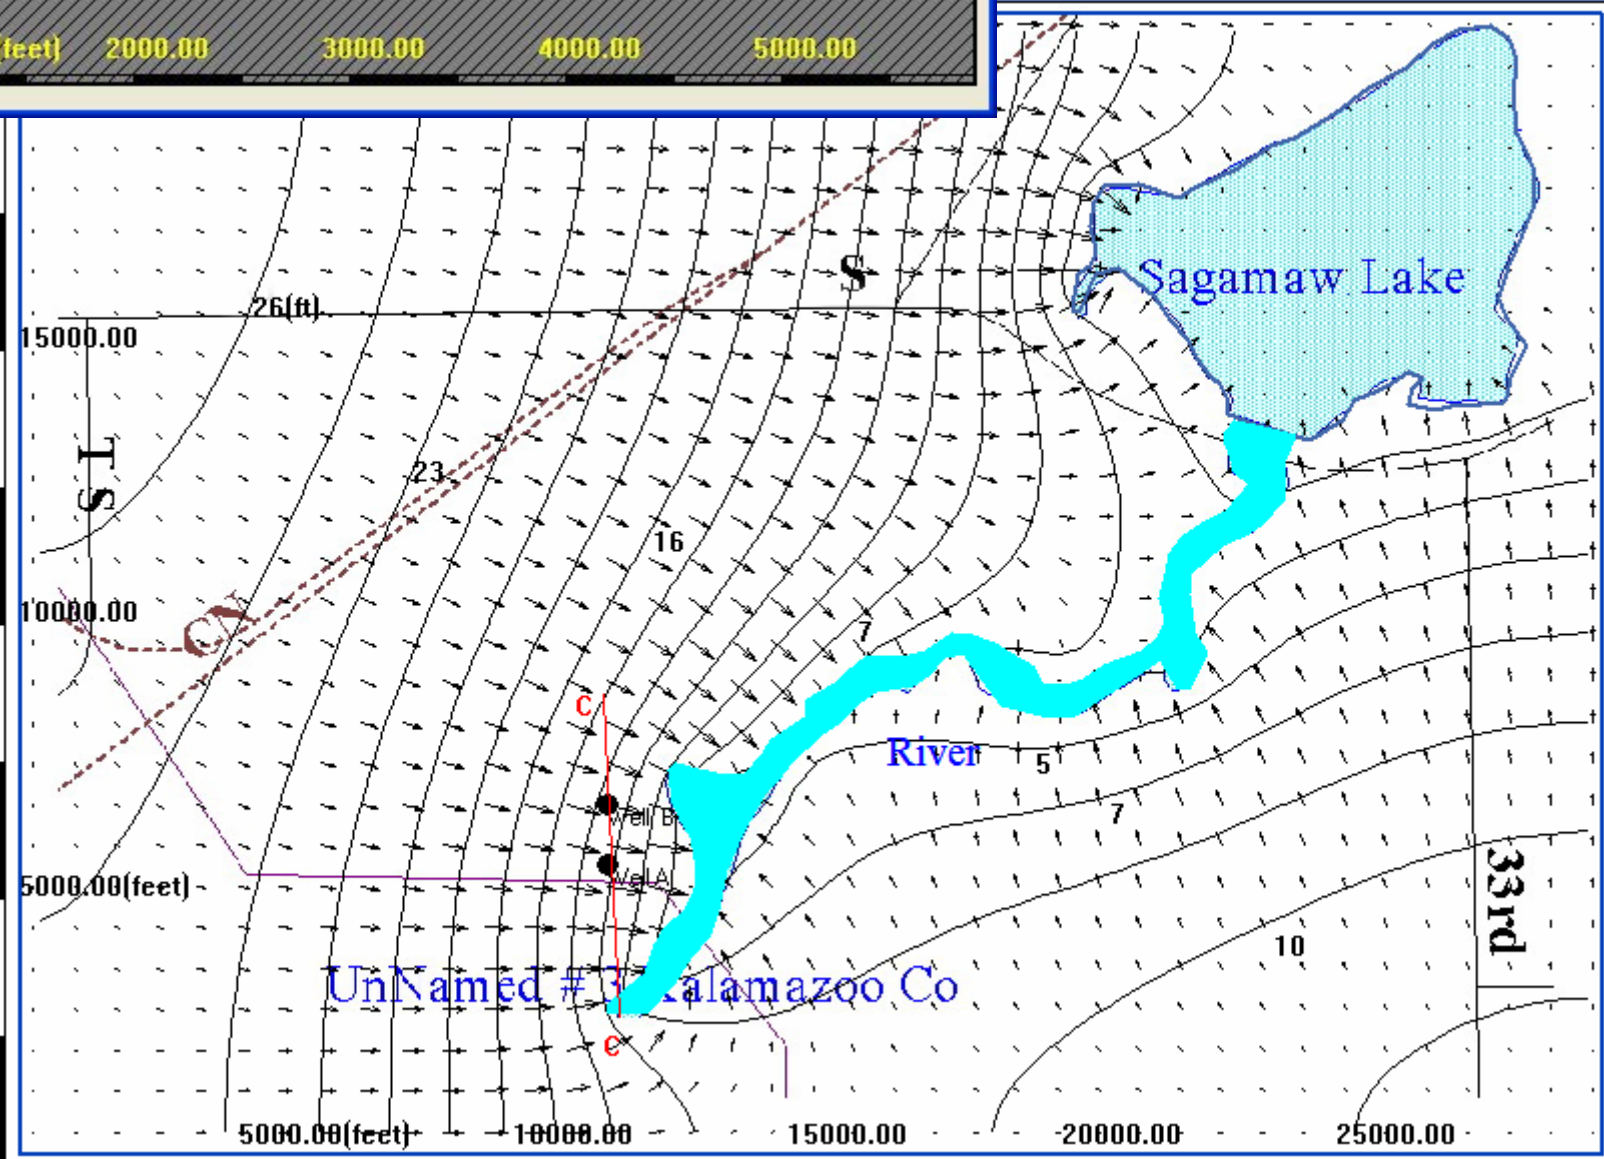 (feet) 2000.00 3000.00 4000.00 5000.00
S
Sagamaw Lake
26(ft)
15000.00
T
S
23
16
10000.00
CN
7
C
River
5
Well B
7
Well A
5000.00(feet)
33rd
10
UnNamed # 3 Kalamazoo Co
C
5000.00(feet) 10000.00 15000.00 20000.00 25000.00